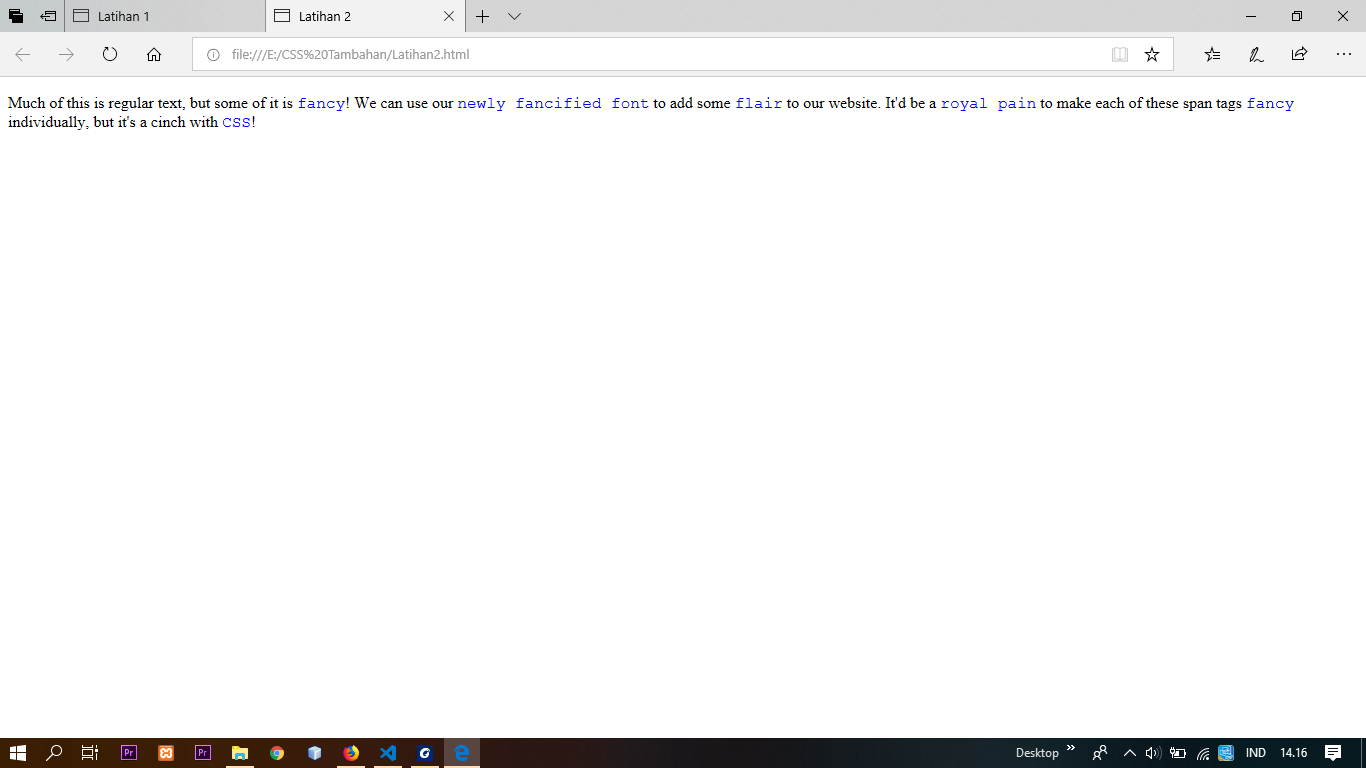 Latihan 1
Latihan 2
file:///E:/CSS%20Tambahan/Latihan2.html
Much of this is regular text, but some of it is fancy! We can use our newly fancified font to add some flair to our website. It'd be a royal pain to make each of these span tags fancy
individually, but it's a cinch with CSS!
Pr
Pr
Desktop
IND
14.16